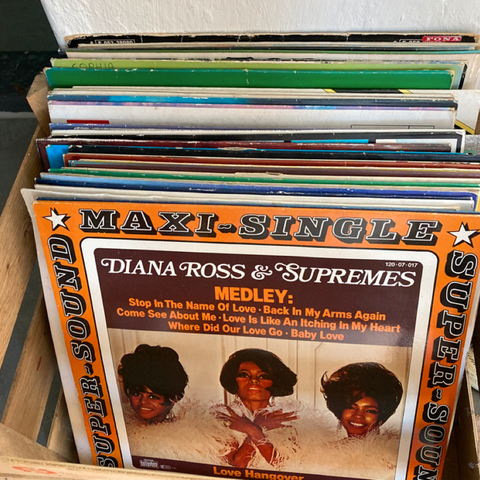 FONA
SOPHIA
MAXI-SINGLE
SUPER-SOUND
SUPER-SOUND
DIANA ROSS & SUPREMES
120·07·017
MEDLEY:
Stop In The Name Of Love · Back In My Arms Again
Come See About Me · Love Is Like An Itching In My Heart
Where Did Our Love Go · Baby Love
Love Hangover